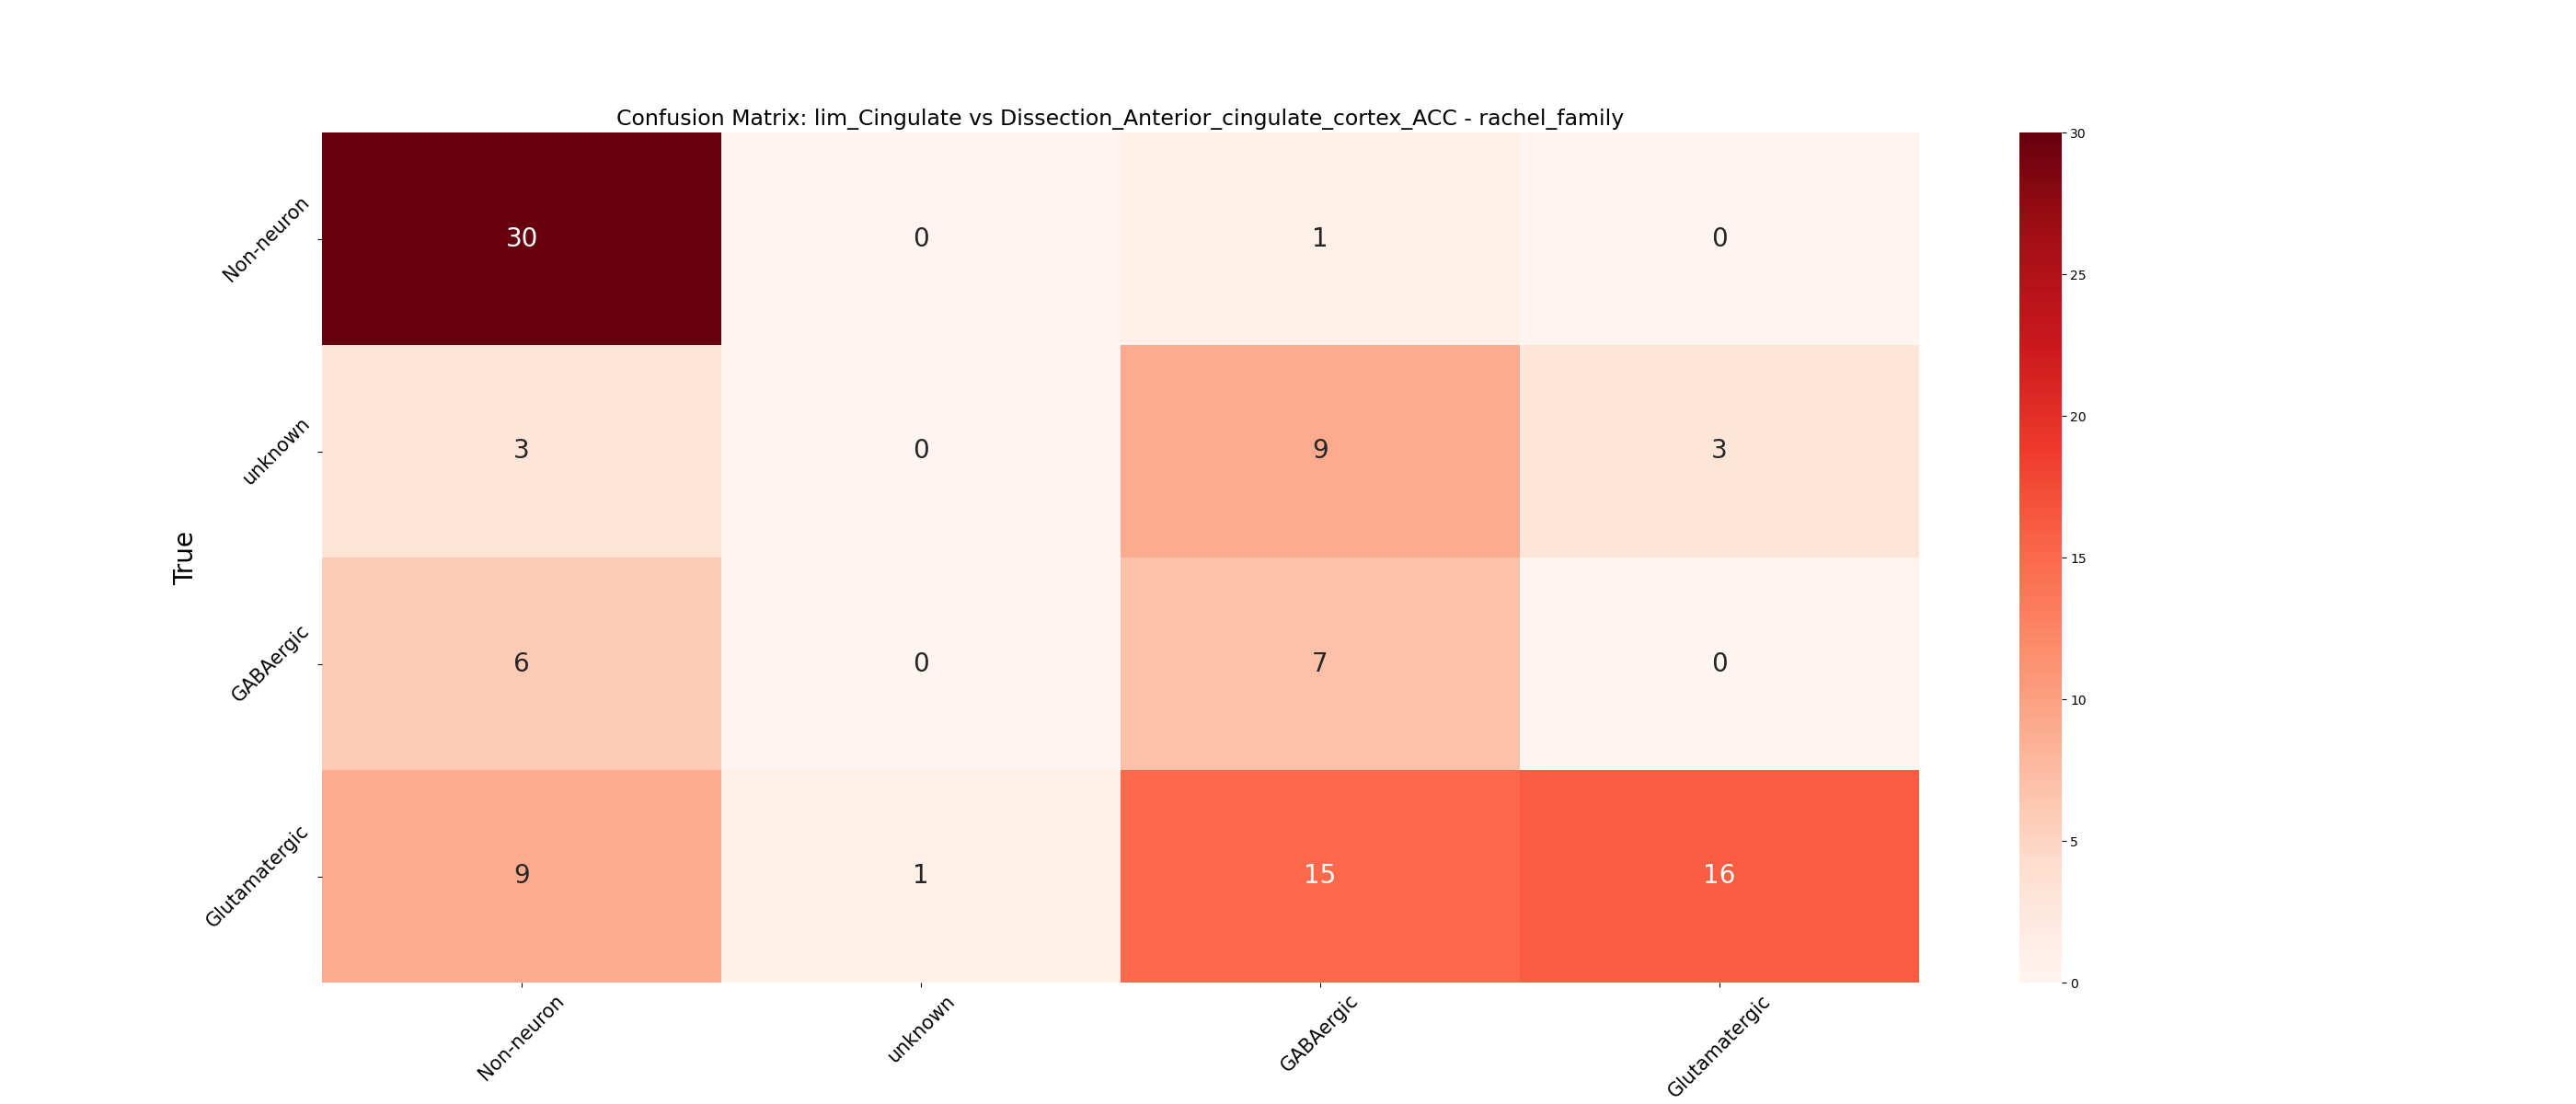 Confusion Matrix: lim_Cingulate vs Dissection_Anterior_cingulate_cortex_ACC - rachel_family
True
Non-neuron 30 0 1 0
unknown 3 0 9 3
GABAergic 6 0 7 0
Glutamatergic 9 1 15 16
Non-neuron unknown GABAergic Glutamatergic
30
25
20
15
10
5
0